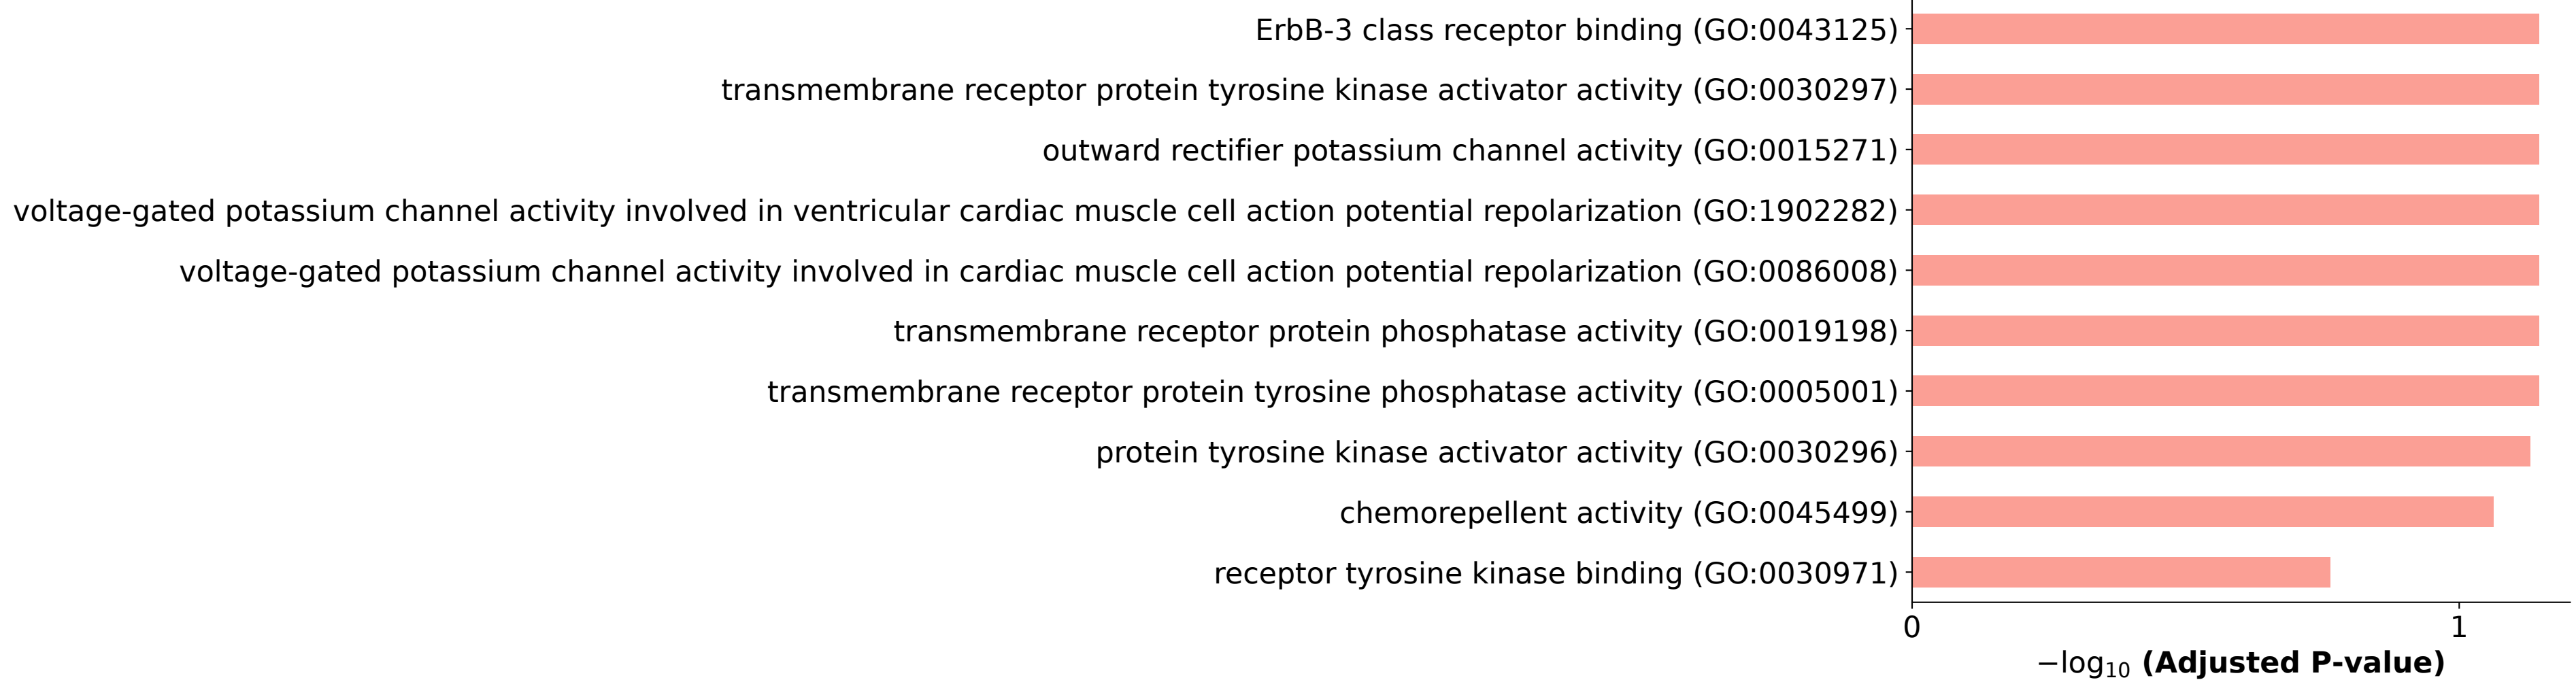 ErbB-3 class receptor binding (GO:0043125)
transmembrane receptor protein tyrosine kinase activator activity (GO:0030297)
outward rectifier potassium channel activity (GO:0015271)
voltage-gated potassium channel activity involved in ventricular cardiac muscle cell action potential repolarization (GO:1902282)
voltage-gated potassium channel activity involved in cardiac muscle cell action potential repolarization (GO:0086008)
transmembrane receptor protein phosphatase activity (GO:0019198)
transmembrane receptor protein tyrosine phosphatase activity (GO:0005001)
protein tyrosine kinase activator activity (GO:0030296)
chemorepellent activity (GO:0045499)
receptor tyrosine kinase binding (GO:0030971)
0 1
−log₁₀ (Adjusted P-value)